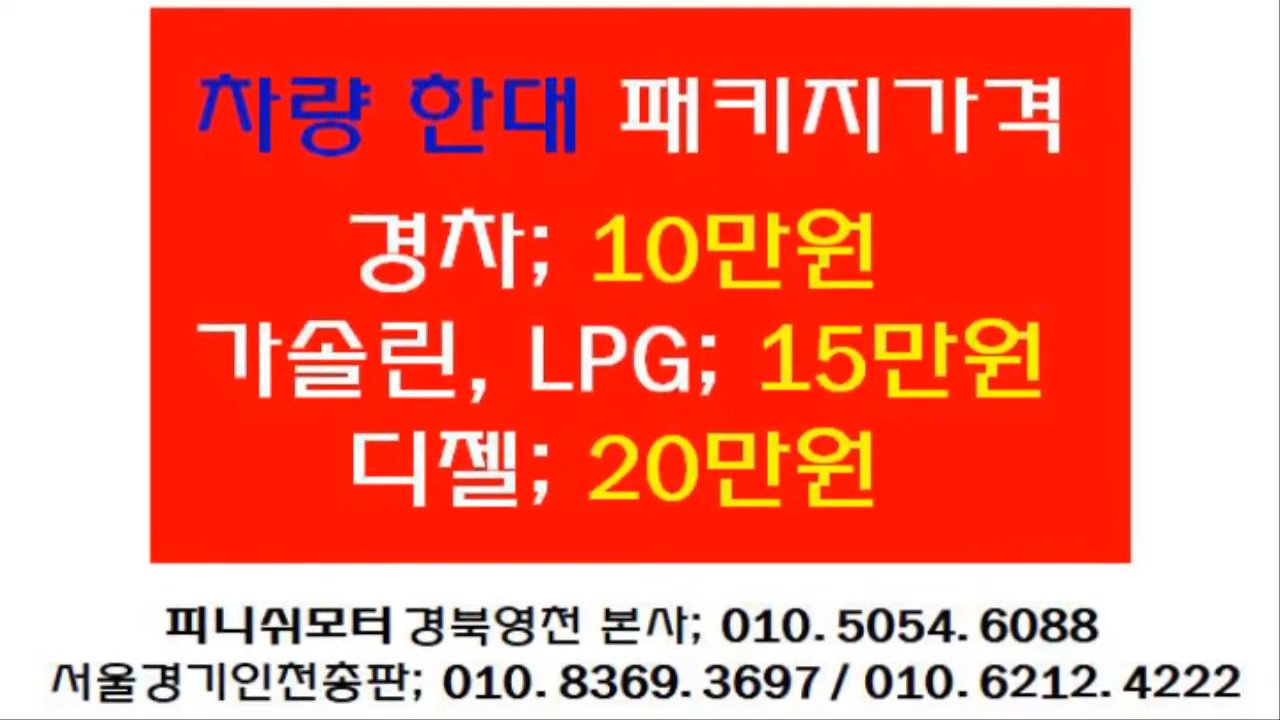 차량 한대 패키지가격
경차; 10만원
가솔린, LPG; 15만원
디젤; 20만원
피니쉬모터 경북영천 본사; 010. 5054. 6088
서울경기인천총판; 010. 8369. 3697 / 010. 6212. 4222